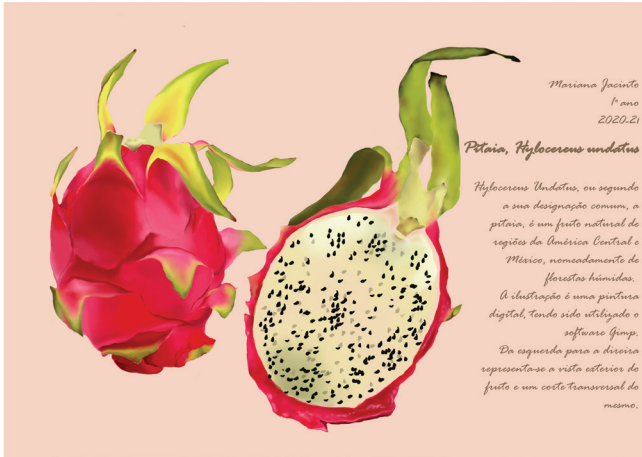 Mariana Jacinto
1º ano
2020-21
Pitaia, Hylocereus undatus
Hylocereus Undatus, ou segundo
a sua designação comum, a
pitaia, é um fruto natural de
regiões da América Central e
México, nomeadamente de
florestas húmidas.
A ilustração é uma pintura
digital, tendo sido utilizado o
software Gimp.
Da esquerda para a direira
representa-se a vista exterior do
fruto e um corte transversal do
mesmo.